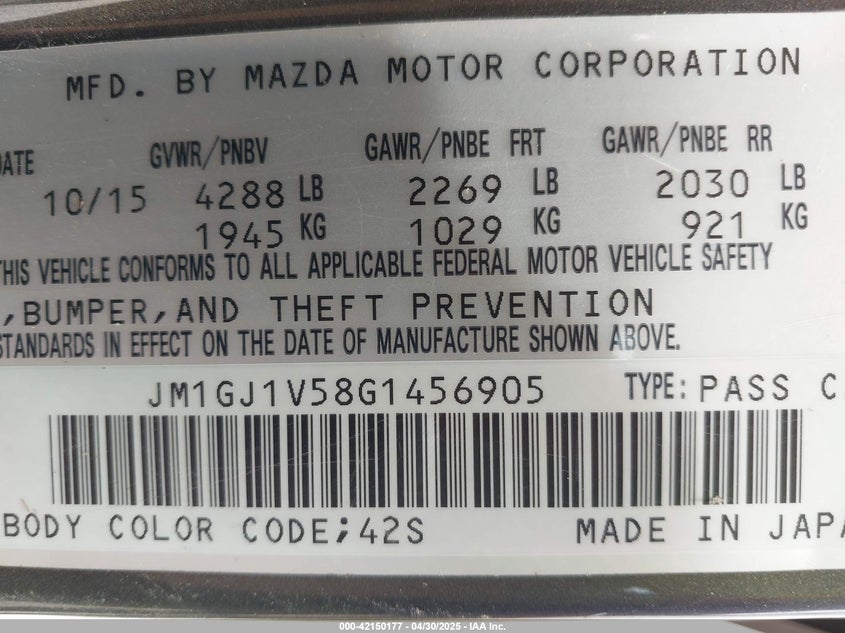 MFD. BY MAZDA MOTOR CORPORATION
DATE GVWR/PNBV GAWR/PNBE FRT GAWR/PNBE RR
10/15 4288 LB 2269 LB 2030 LB
1945 KG 1029 KG 921 KG
THIS VEHICLE CONFORMS TO ALL APPLICABLE FEDERAL MOTOR VEHICLE SAFETY
,BUMPER,AND THEFT PREVENTION
STANDARDS IN EFFECT ON THE DATE OF MANUFACTURE SHOWN ABOVE.
JM1GJ1V58G1456905 TYPE: PASS C
BODY COLOR CODE;42S MADE IN JAPA
000-42150177 - 04/30/2025 - IAA Inc.